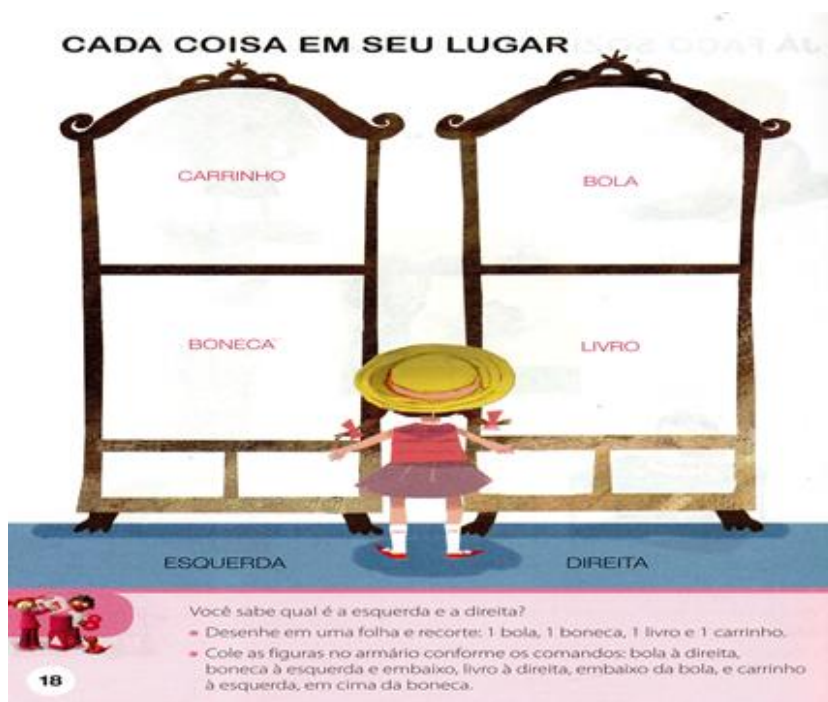 CADA COISA EM SEU LUGAR
CARRINHO
BOLA
BONECA
LIVRO
ESQUERDA
DIREITA
Você sabe qual é a esquerda e a direita?
Desenhe em uma folha e recorte: 1 bola, 1 boneca, 1 livro e 1 carrinho.
Cole as figuras no armário conforme os comandos: bola à direita,
boneca à esquerda e embaixo, livro à direita, embaixo da bola, e carrinho
à esquerda, em cima da boneca.
18